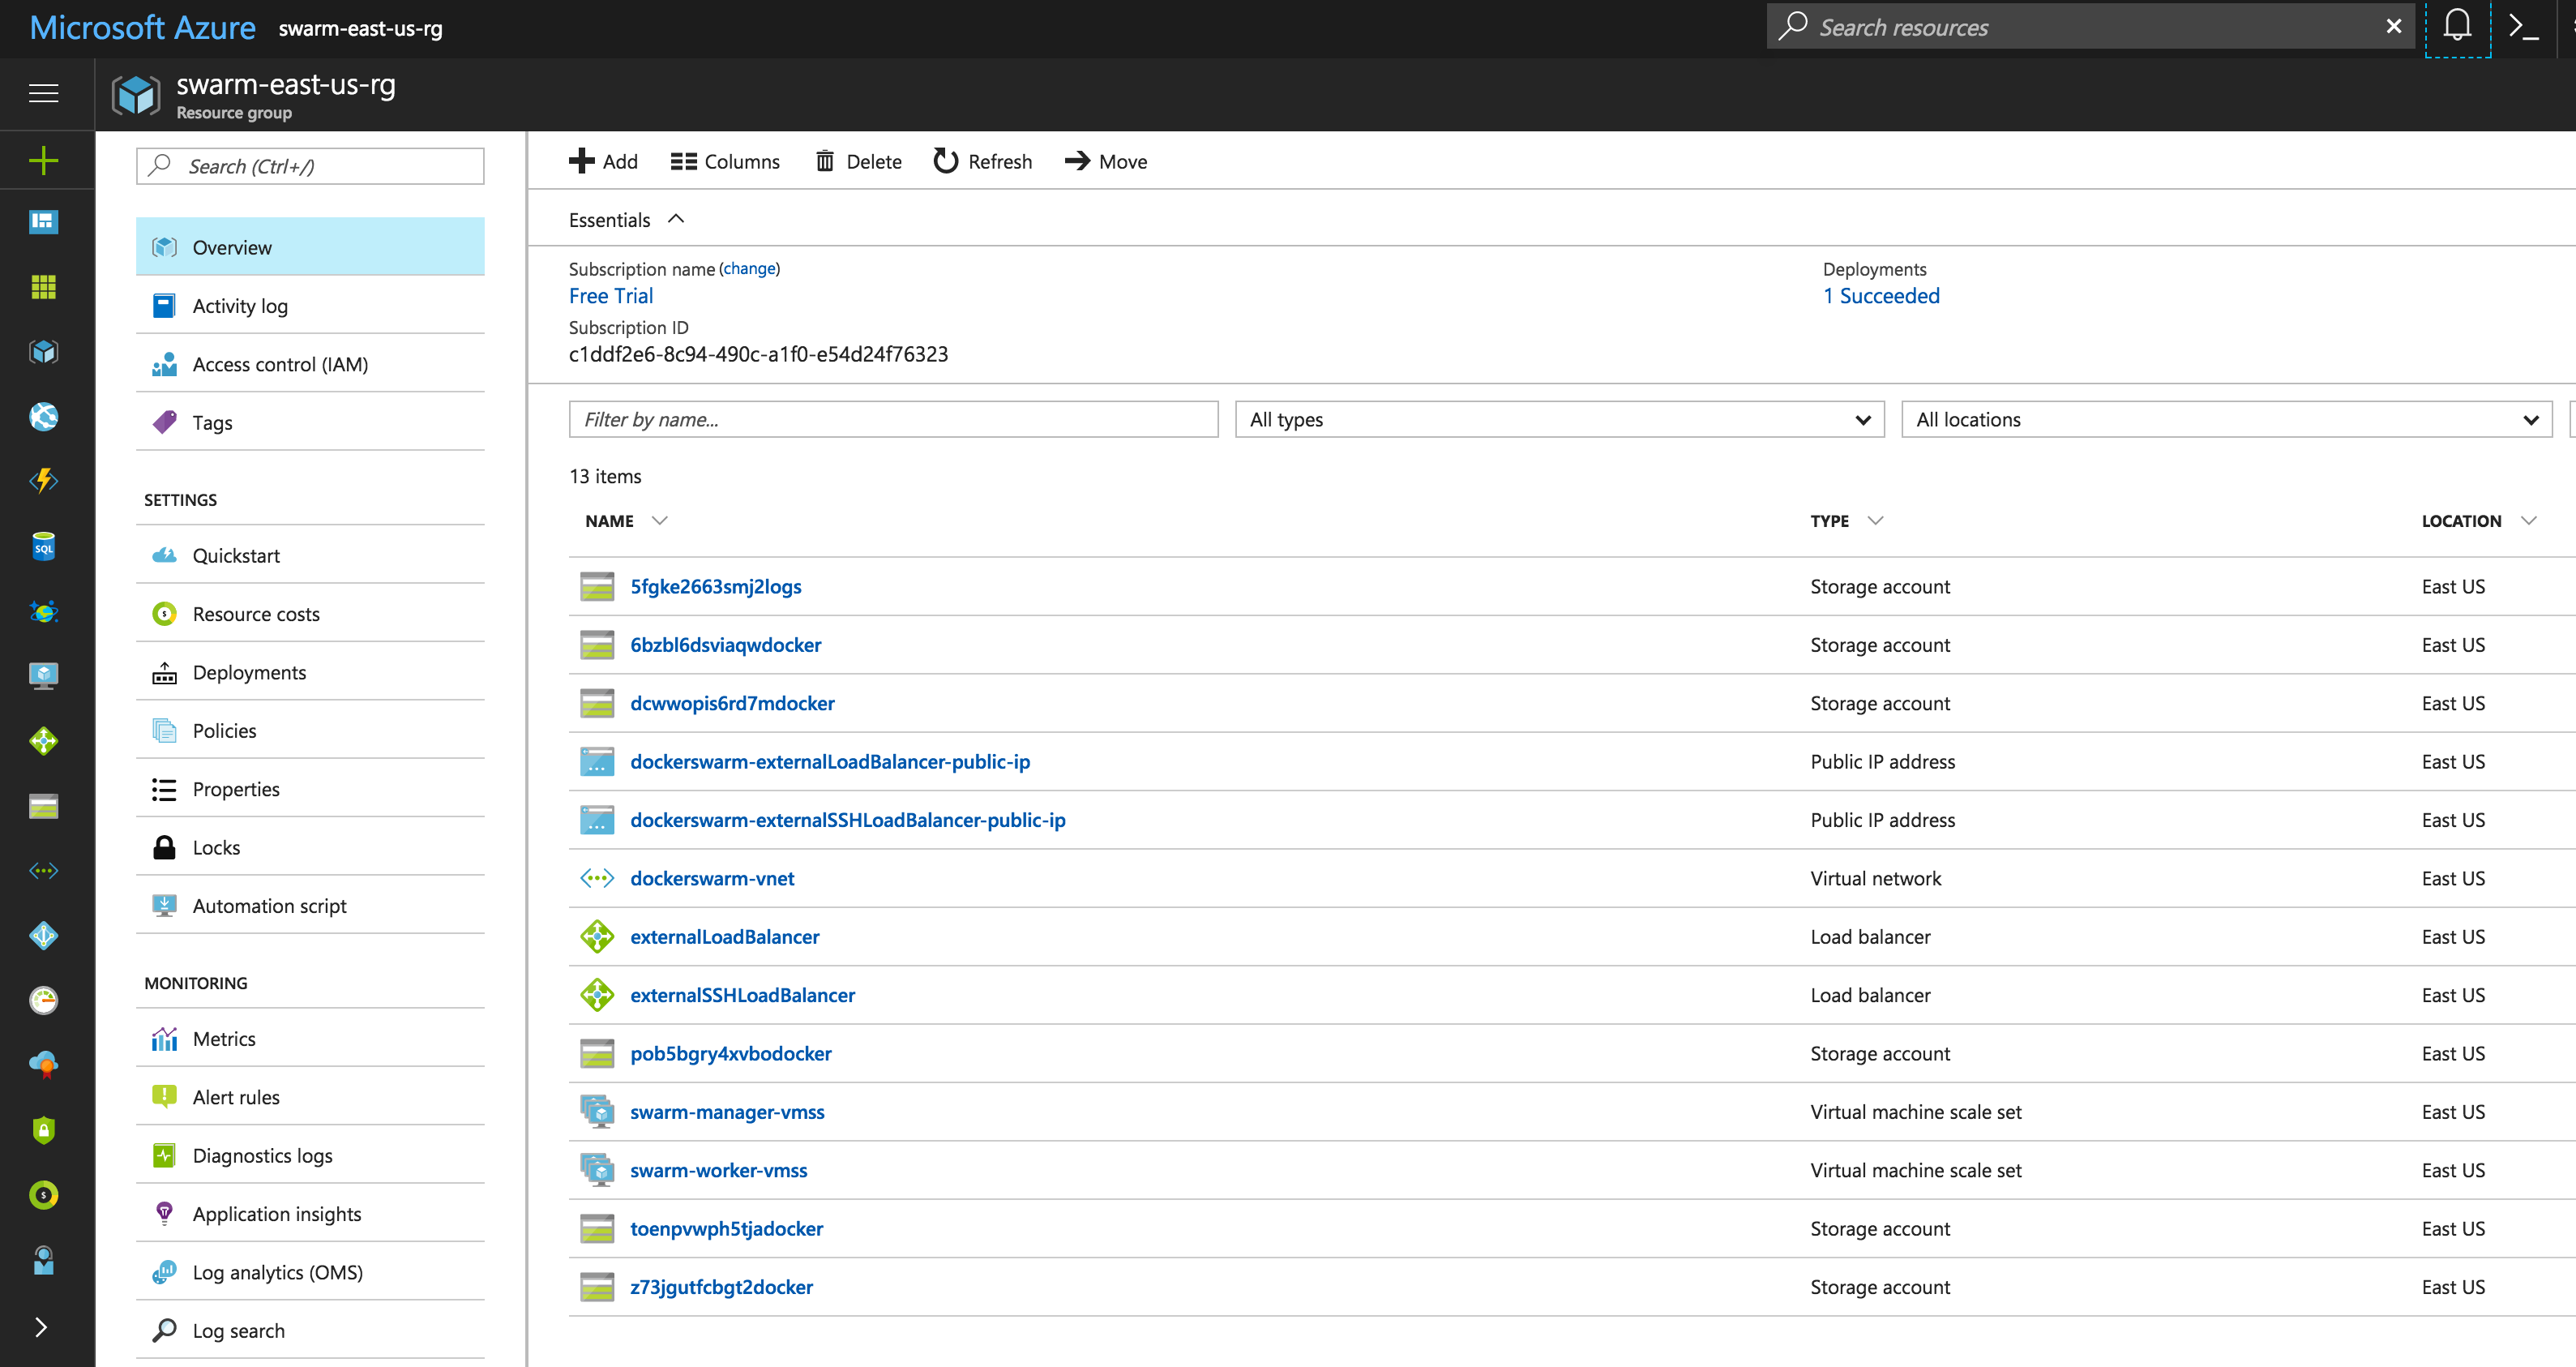 Microsoft Azure swarm-east-us-rg
Search resources
swarm-east-us-rg
Resource group
Search (Ctrl+/)
Overview
Activity log
Access control (IAM)
Tags
SETTINGS
Quickstart
Resource costs
Deployments
Policies
Properties
Locks
Automation script
MONITORING
Metrics
Alert rules
Diagnostics logs
Application insights
Log analytics (OMS)
Log search
Add Columns Delete Refresh Move
Essentials
Subscription name (change)
Free Trial
Subscription ID
c1ddf2e6-8c94-490c-a1f0-e54d24f76323
Deployments
1 Succeeded
Filter by name... All types All locations
13 items
NAME TYPE LOCATION
5fgke2663smj2logs Storage account East US
6bzbl6dsviaqwdocker Storage account East US
dcwwopis6rd7mdocker Storage account East US
dockerswarm-externalLoadBalancer-public-ip Public IP address East US
dockerswarm-externalSSHLoadBalancer-public-ip Public IP address East US
dockerswarm-vnet Virtual network East US
externalLoadBalancer Load balancer East US
externalSSHLoadBalancer Load balancer East US
pob5bgry4xvbodocker Storage account East US
swarm-manager-vmss Virtual machine scale set East US
swarm-worker-vmss Virtual machine scale set East US
toenpvwph5tjadocker Storage account East US
z73jgutfcbgt2docker Storage account East US
SQL